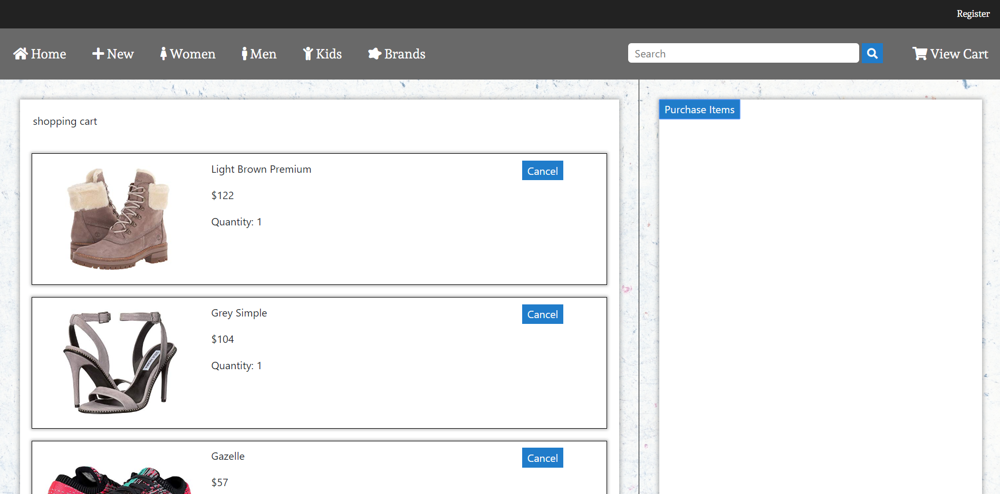 Register
Home
New
Women
Men
Kids
Brands
Search
View Cart
shopping cart
Purchase Items
Light Brown Premium
Cancel
$122
Quantity: 1
Grey Simple
Cancel
$104
Quantity: 1
Gazelle
Cancel
$57